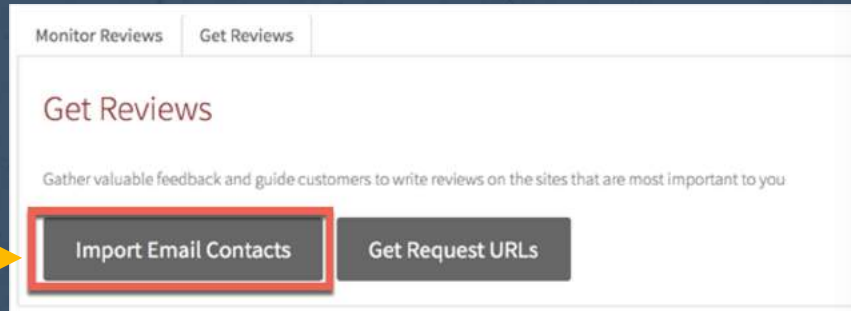 Monitor Reviews Get Reviews
Get Reviews
Gather valuable feedback and guide customers to write reviews on the sites that are most important to you
Import Email Contacts Get Request URLs